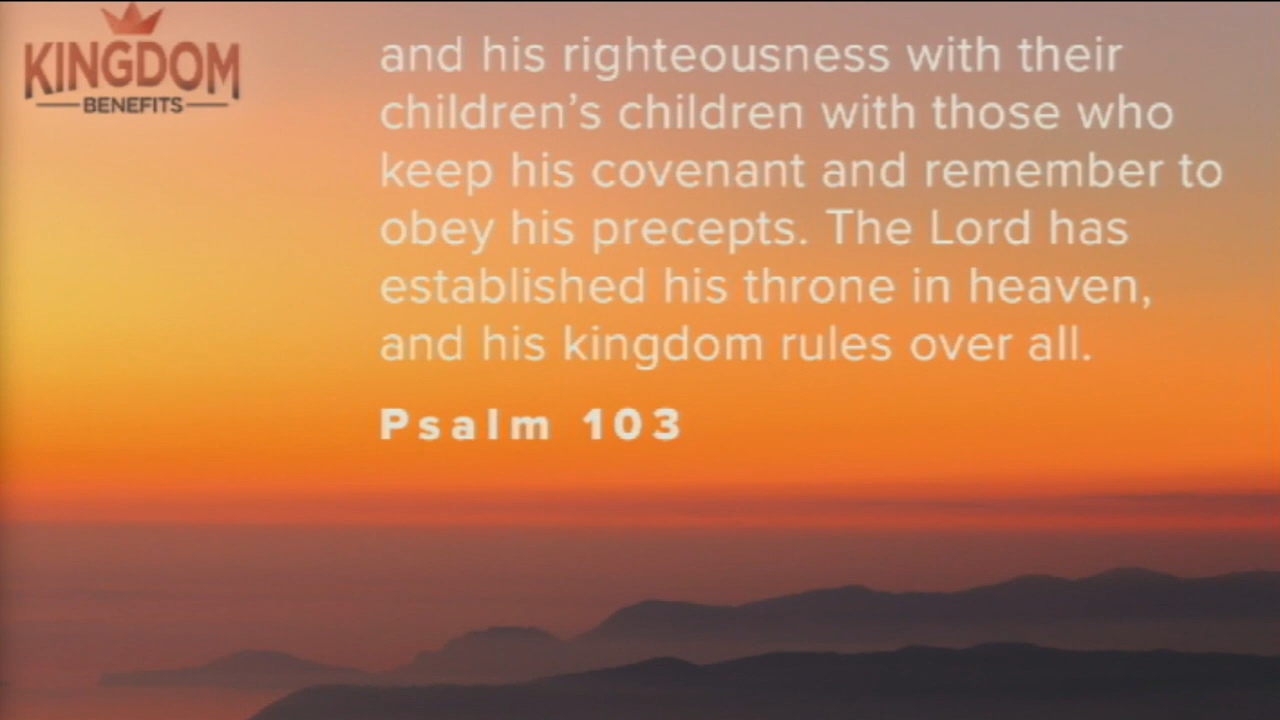 KINGDOM
BENEFITS
and his righteousness with their
children’s children with those who
keep his covenant and remember to
obey his precepts. The Lord has
established his throne in heaven,
and his kingdom rules over all.
Psalm 103